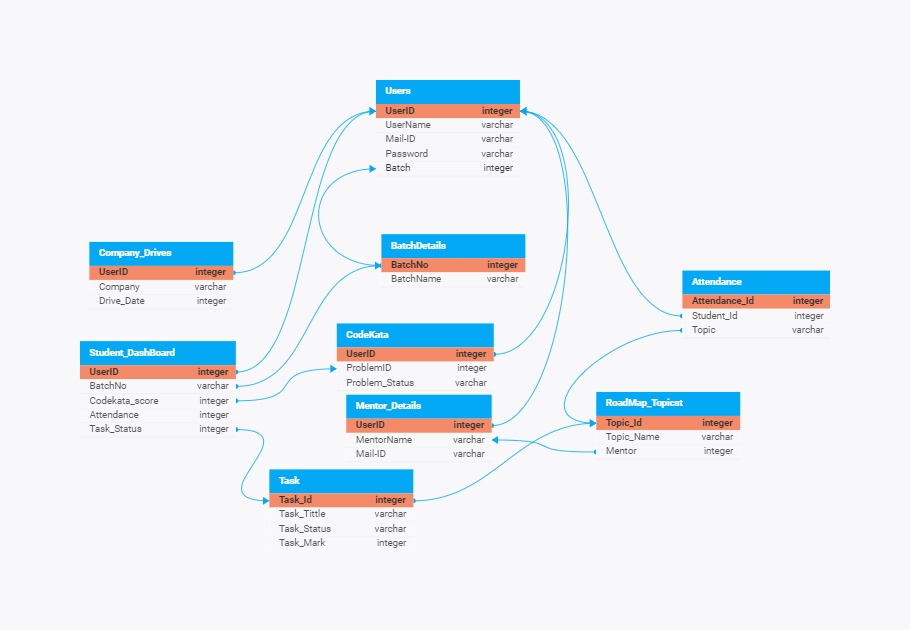 Users
UserID integer
UserName varchar
Mail-ID varchar
Password varchar
Batch integer
BatchDetails
BatchNo integer
BatchName varchar
Company_Drives
UserID integer
Company varchar
Drive_Date integer
Attendance
Attendance_Id integer
Student_Id integer
Topic varchar
CodeKata
UserID integer
ProblemID integer
Problem_Status varchar
Student_DashBoard
UserID integer
BatchNo varchar
Codekata_score integer
Attendance integer
Task_Status integer
Mentor_Details
UserID integer
MentorName varchar
Mail-ID varchar
RoadMap_Topicst
Topic_Id integer
Topic_Name varchar
Mentor integer
Task
Task_Id integer
Task_Tittle varchar
Task_Status varchar
Task_Mark integer